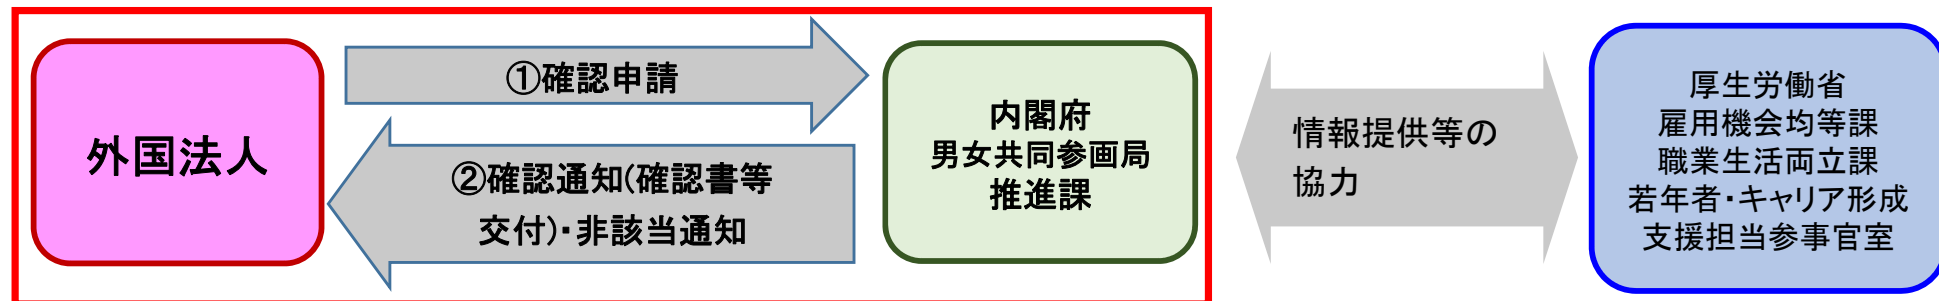 外国法人
①確認申請
②確認通知(確認書等
交付)・非該当通知
内閣府
男女共同参画局
推進課
情報提供等の
協力
厚生労働省
雇用機会均等課
職業生活両立課
若年者・キャリア形成
支援担当参事官室